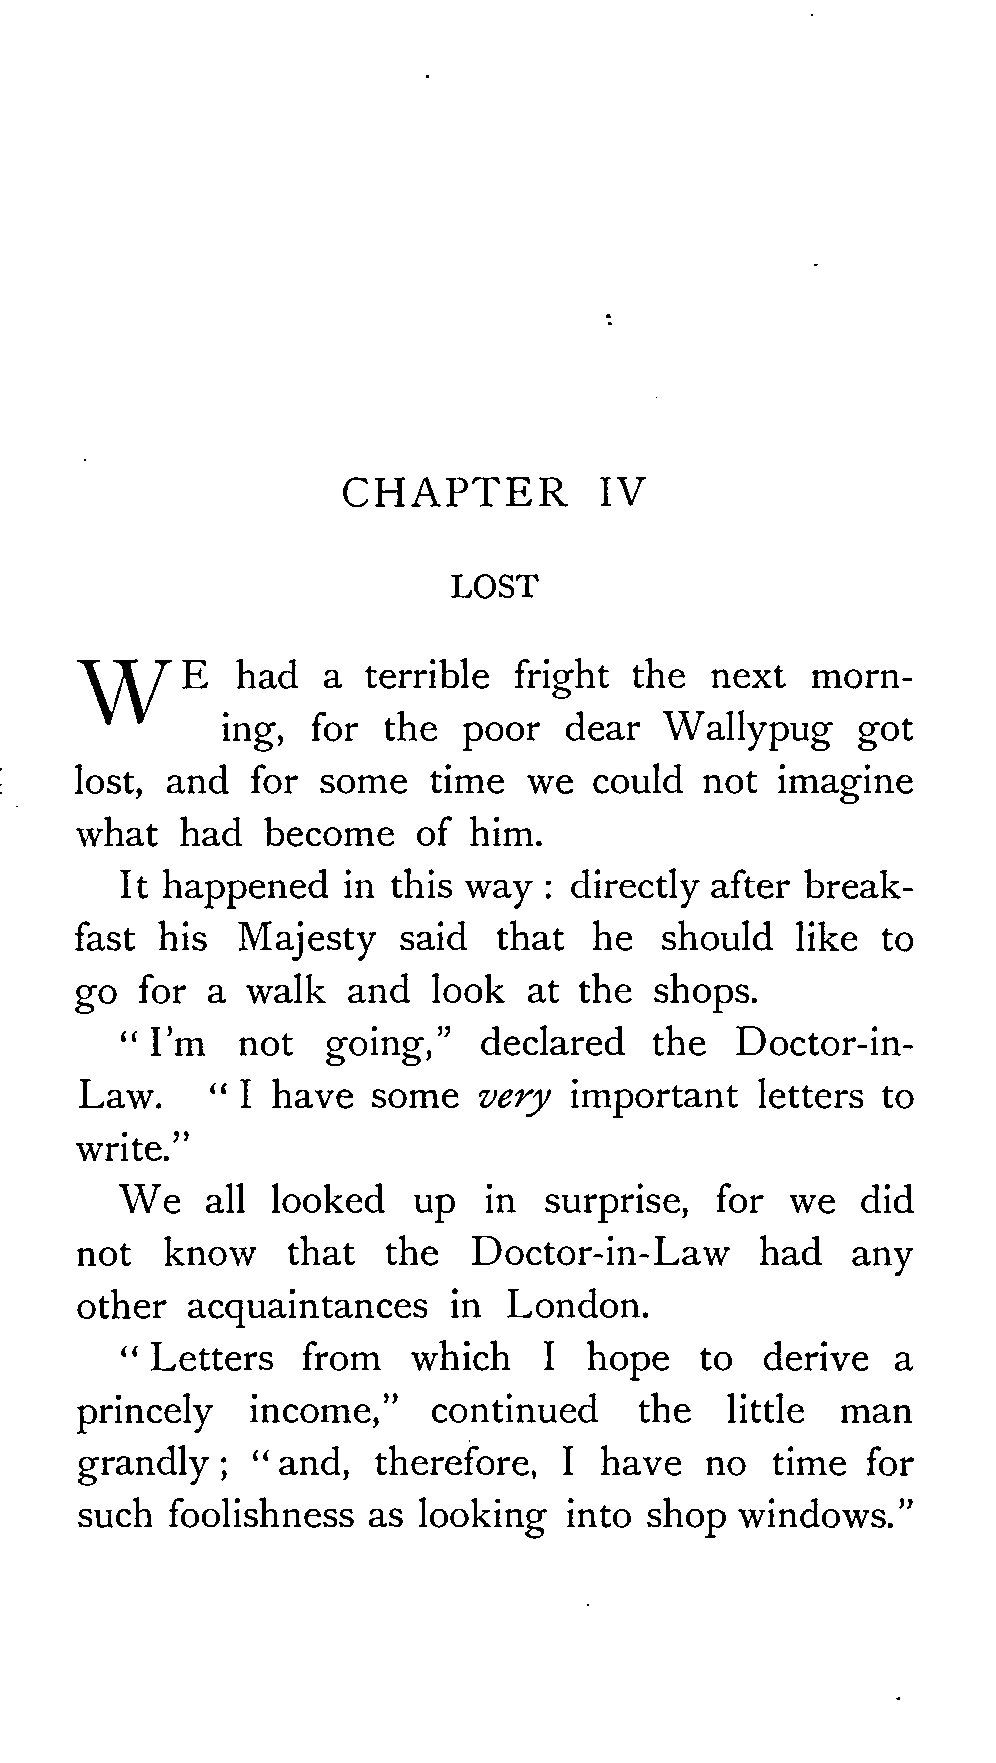 CHAPTER IV
LOST
WE had a terrible fright the next morn-
ing, for the poor dear Wallypug got
lost, and for some time we could not imagine
what had become of him.
It happened in this way : directly after break-
fast his Majesty said that he should like to
go for a walk and look at the shops.
" I'm not going," declared the Doctor-in-
Law. " I have some very important letters to
write."
We all looked up in surprise, for we did
not know that the Doctor-in-Law had any
other acquaintances in London.
" Letters from which I hope to derive a
princely income," continued the little man
grandly ; " and, therefore, I have no time for
such foolishness as looking into shop windows."